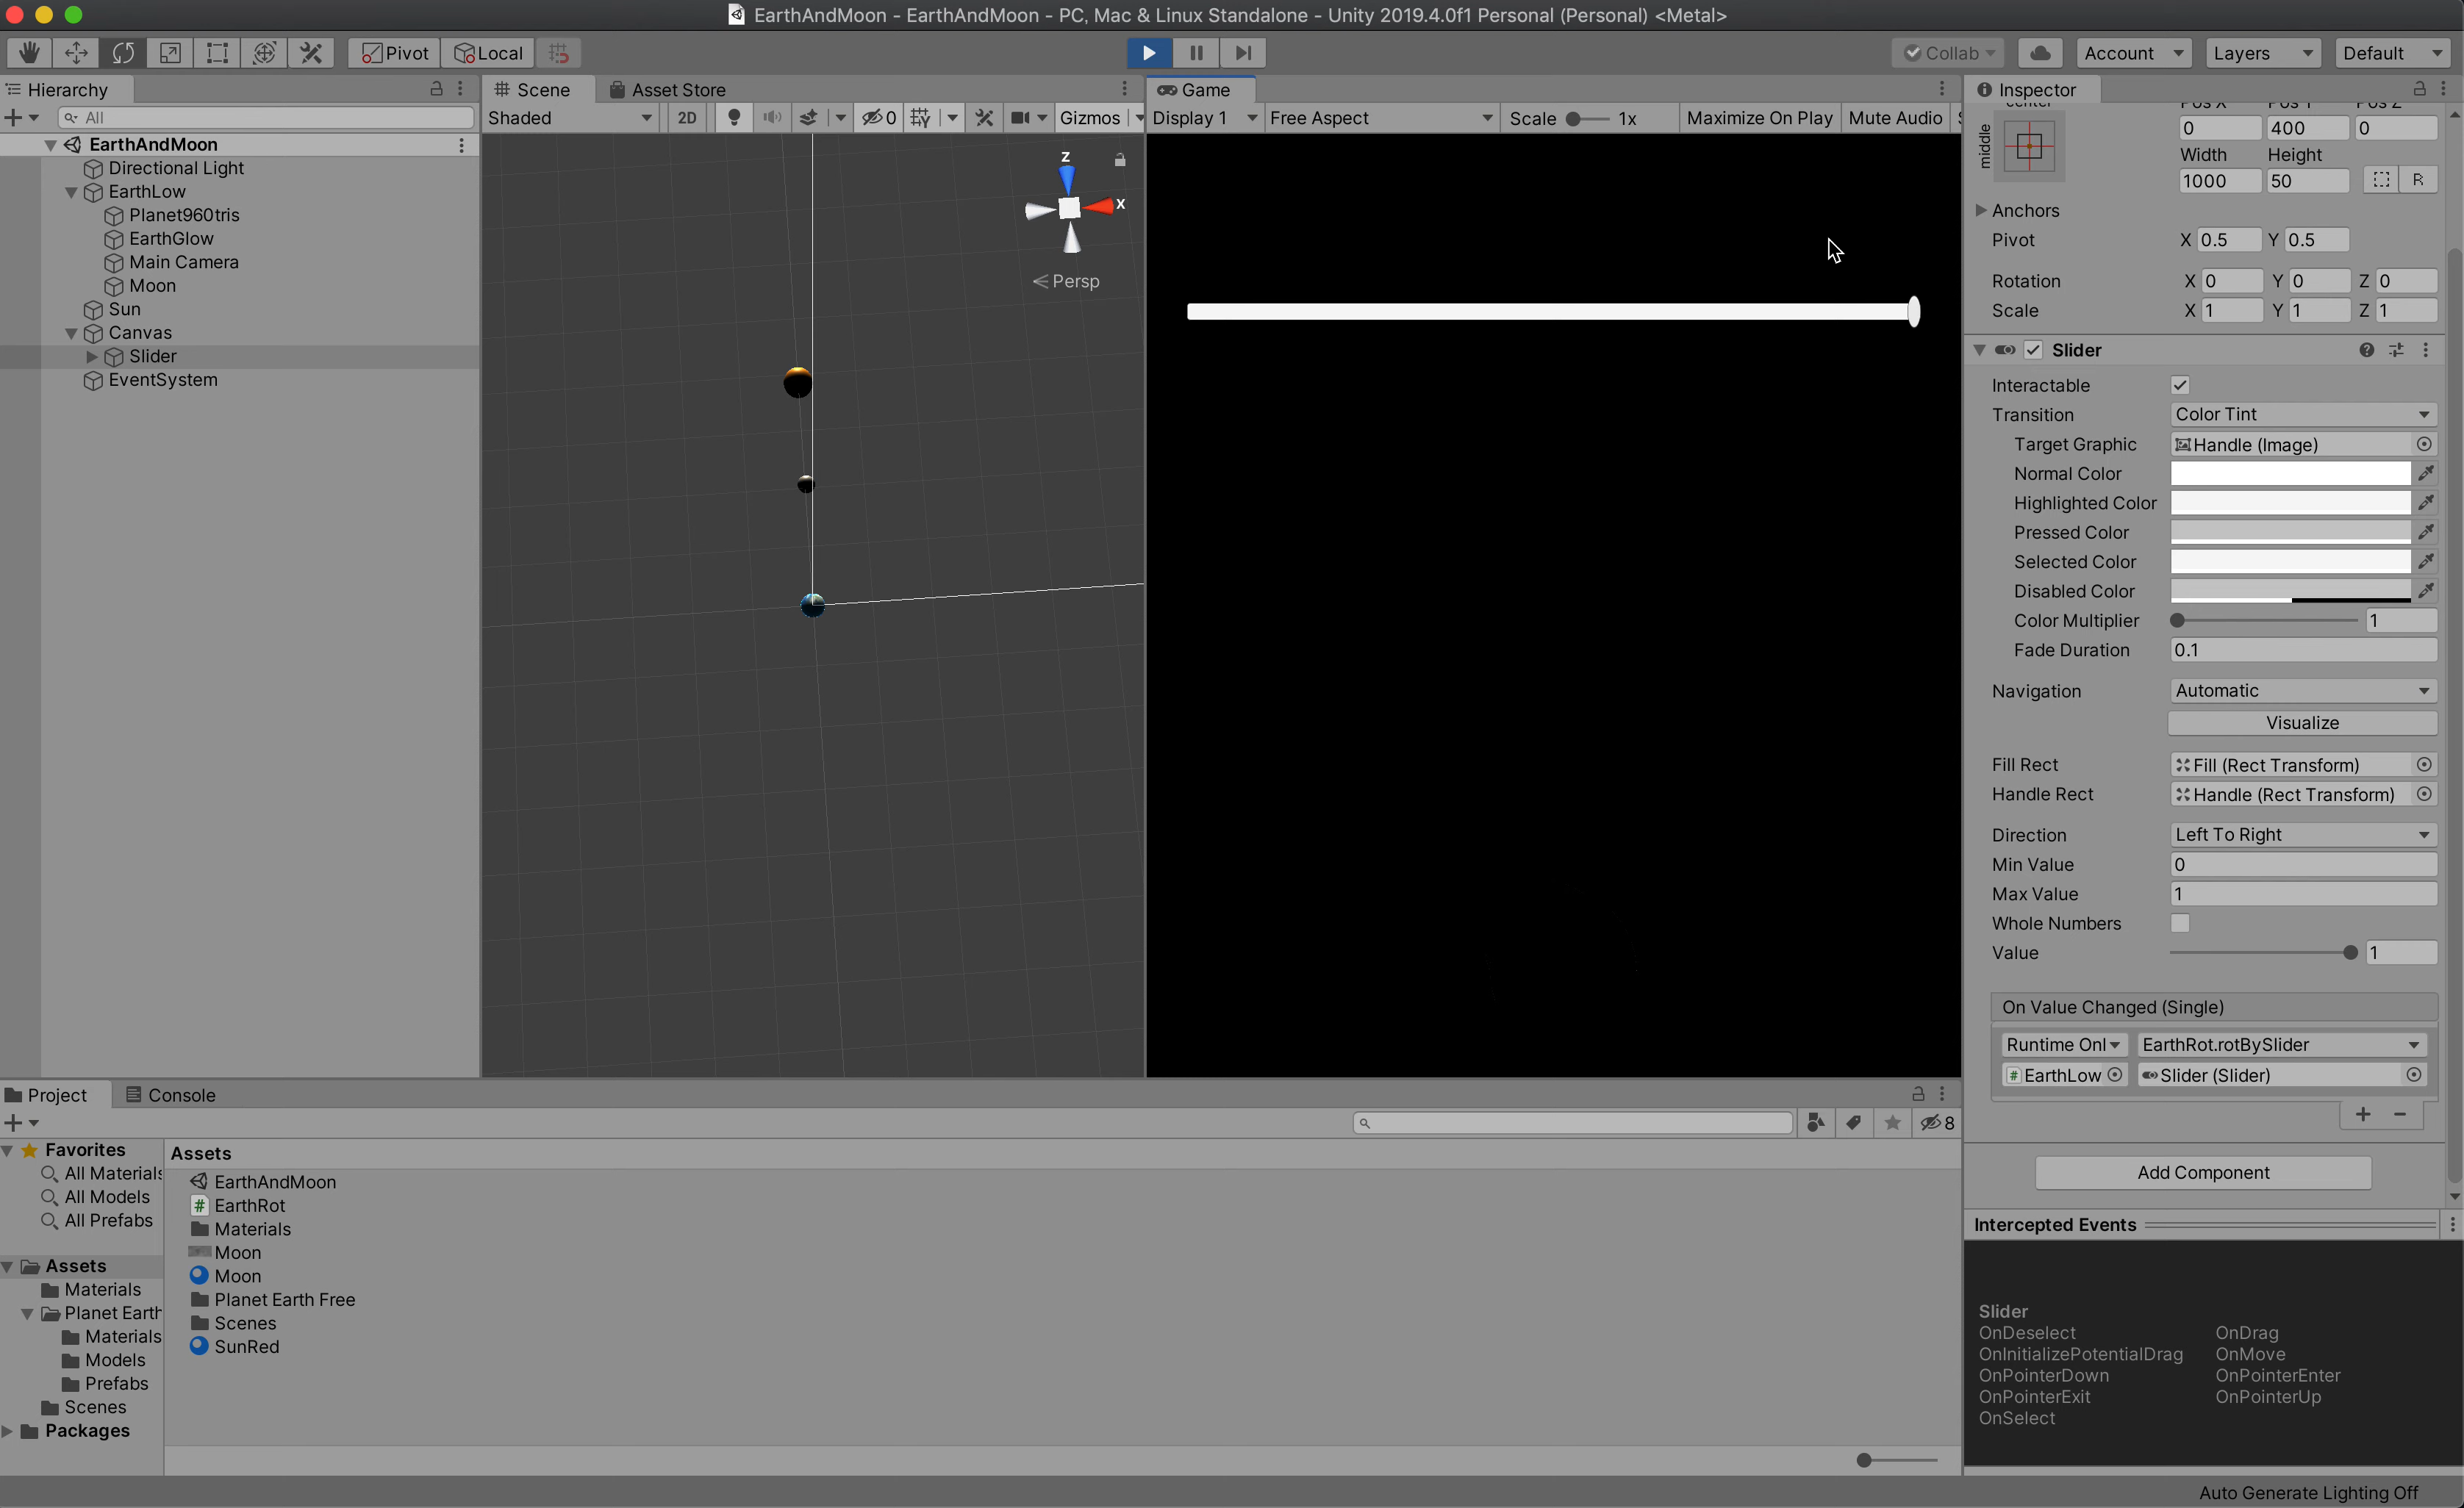 EarthAndMoon - EarthAndMoon - PC, Mac & Linux Standalone - Unity 2019.4.0f1 Personal (Personal) <Metal>
Pivot Local Collab Account Layers Default
Hierarchy
All
EarthAndMoon
Directional Light
EarthLow
Planet960tris
EarthGlow
Main Camera
Moon
Sun
Canvas
Slider
EventSystem
Scene Asset Store
Shaded 2D 0 Gizmos
Z
X
Persp
Game
Display 1 Free Aspect Scale 1x Maximize On Play Mute Audio
Inspector
center
middle
Pos X Pos Y Pos Z
0 400 0
Width Height
1000 50 R
Anchors
Pivot X 0.5 Y 0.5
Rotation X 0 Y 0 Z 0
Scale X 1 Y 1 Z 1
Slider
Interactable
Transition Color Tint
Target Graphic Handle (Image)
Normal Color
Highlighted Color
Pressed Color
Selected Color
Disabled Color
Color Multiplier 1
Fade Duration 0.1
Navigation Automatic
Visualize
Fill Rect Fill (Rect Transform)
Handle Rect Handle (Rect Transform)
Direction Left To Right
Min Value 0
Max Value 1
Whole Numbers
Value 1
On Value Changed (Single)
Runtime Onl EarthRot.rotBySlider
# EarthLow Slider (Slider)
+ −
Add Component
Intercepted Events
Slider
OnDeselect OnDrag
OnInitializePotentialDrag OnMove
OnPointerDown OnPointerEnter
OnPointerExit OnPointerUp
OnSelect
Project Console
8
Favorites
All Materials
All Models
All Prefabs
Assets
Materials
Planet Earth
Materials
Models
Prefabs
Scenes
Packages
Assets
EarthAndMoon
# EarthRot
Materials
Moon
Moon
Planet Earth Free
Scenes
SunRed
Auto Generate Lighting Off